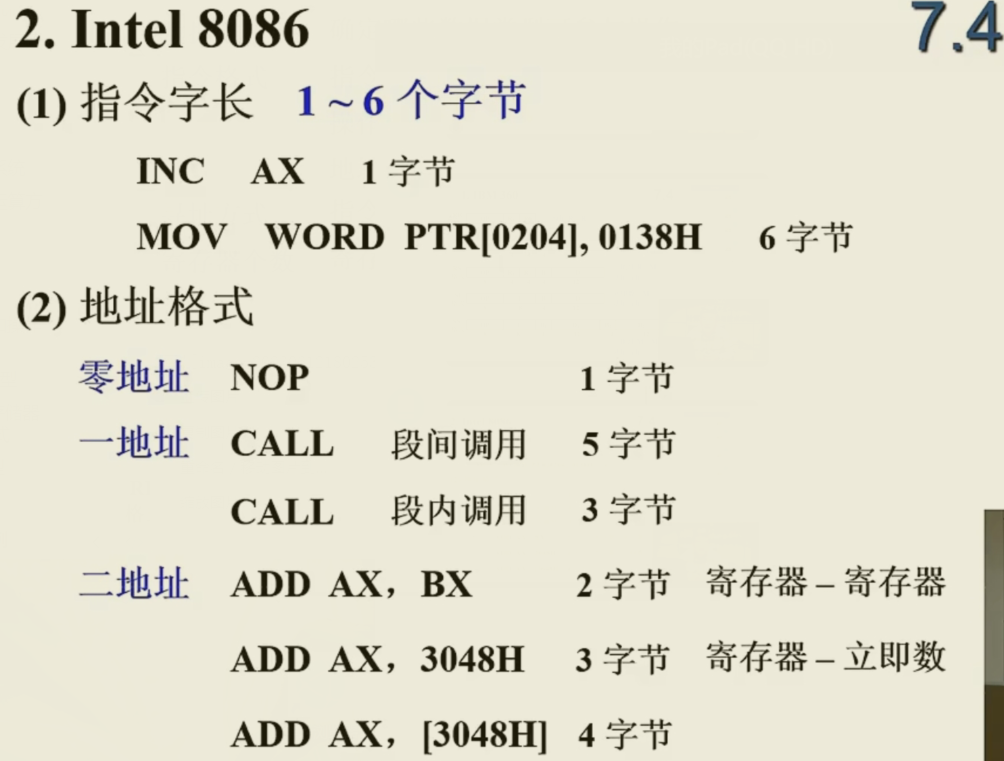 2. Intel 8086 7.4
(1) 指令字长 1 ~ 6 个字节
INC AX 1 字节
MOV WORD PTR[0204], 0138H 6 字节
(2) 地址格式
零地址 NOP 1 字节
一地址 CALL 段间调用 5 字节
CALL 段内调用 3 字节
二地址 ADD AX, BX 2 字节 寄存器 – 寄存器
ADD AX, 3048H 3 字节 寄存器 – 立即数
ADD AX, [3048H] 4 字节